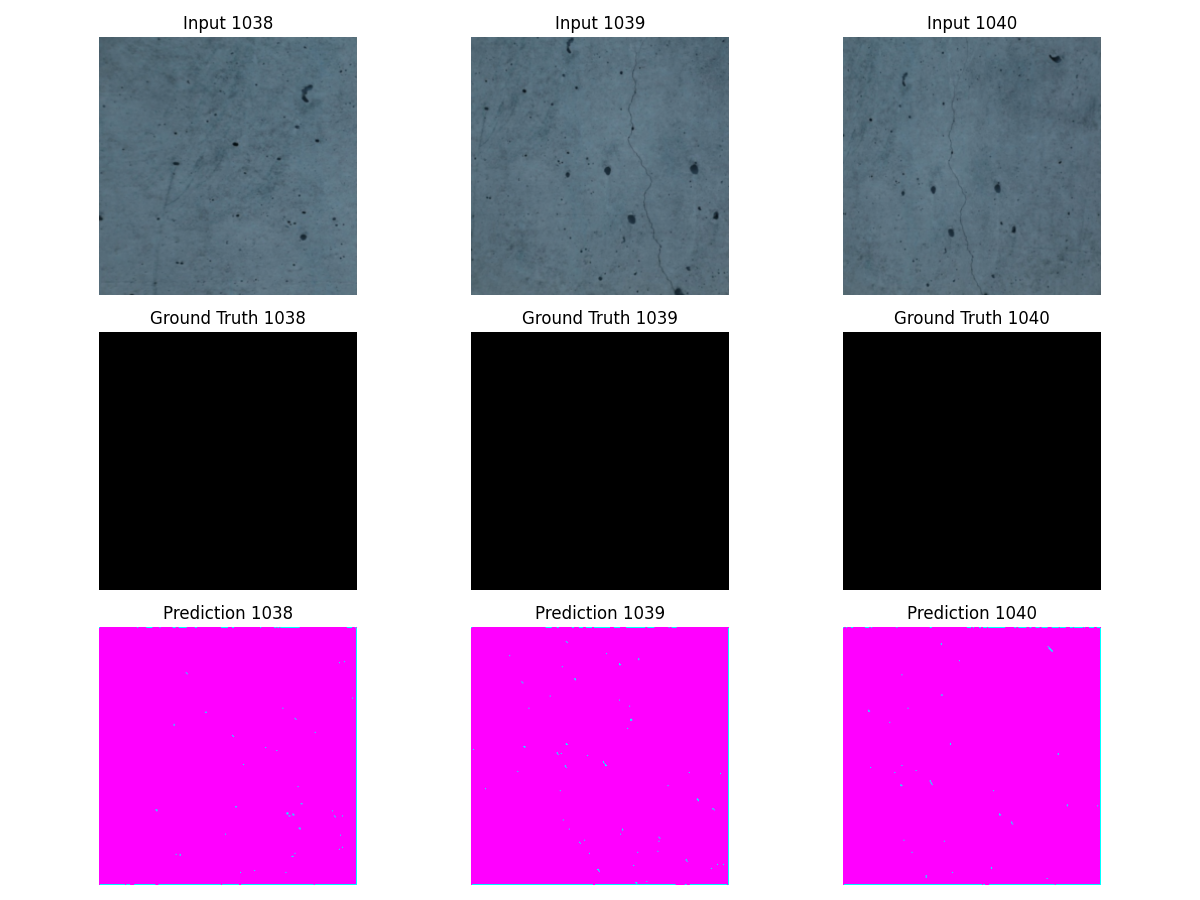 Input 1038
Input 1039
Input 1040
Ground Truth 1038
Ground Truth 1039
Ground Truth 1040
Prediction 1038
Prediction 1039
Prediction 1040